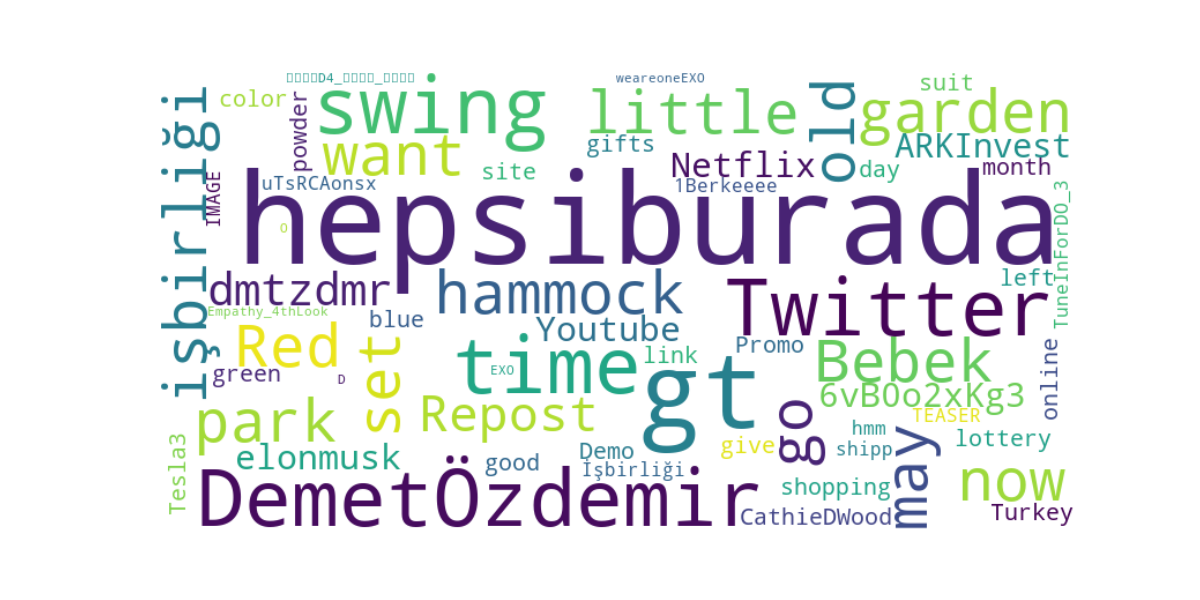 D4_
weareoneEXO
suit
color
powder
swing
little
old
garden
işbirliği
want
gifts
ARKInvest
Netflix
site
day
month
IMAGE
uTsRCAonsx
1Berkeeee
hepsiburada
TuneInForDO_3
O
dmtzdmr
hammock
Twitter
left
Empathy_4thLook
blue
Youtube
Red
set
time
link
Promo
Bebek
online
green
D
EXO
gt
6vB0o2xKg3
park
Repost
go
TEASER
may
hmm
lottery
Tesla3
elonmusk
good
Demo
give
shipp
İşbirliği
now
DemetÖzdemir
shopping
CathieDWood
Turkey